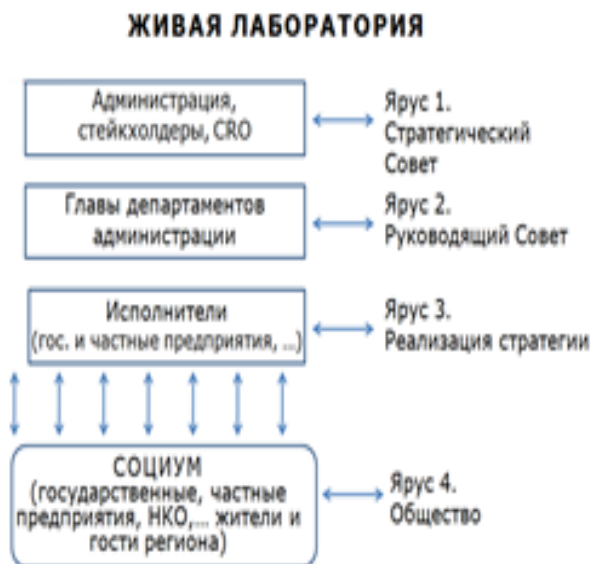 ЖИВАЯ ЛАБОРАТОРИЯ
Администрация,
стейкхолдеры, CRO
Ярус 1.
Стратегический
Совет
Главы департаментов
администрации
Ярус 2.
Руководящий Совет
Исполнители
(гос. и частные предприятия, ...)
Ярус 3.
Реализация стратегии
СОЦИУМ
(государственные, частные
предприятия, НКО,... жители и
гости региона)
Ярус 4.
Общество